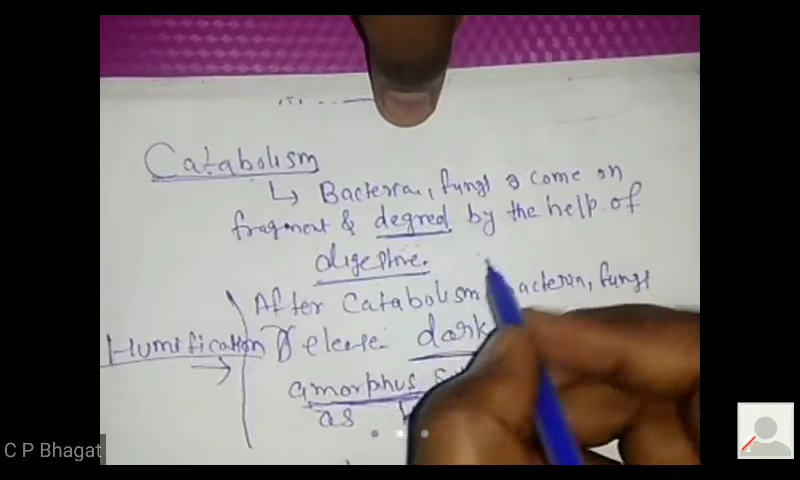 Catabolism
↳ Bacteria, fungi & come on
fragment & degred by the help of
digestive.
After Catabolism bacteria, fungi
Humification Release dark
amorphus
as
C P Bhagat